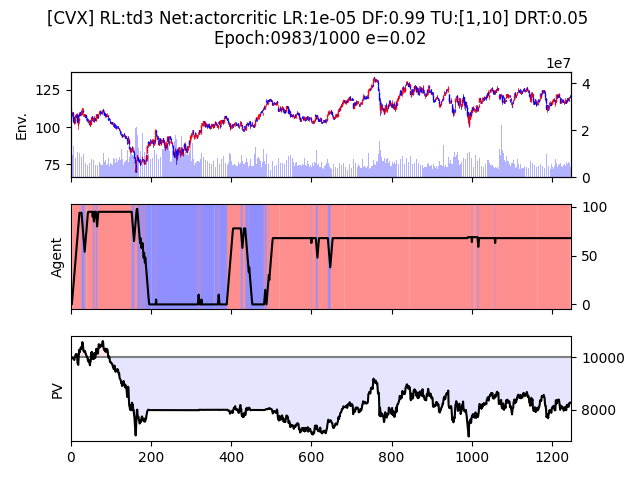 [CVX] RL:td3 Net:actorcritic LR:1e-05 DF:0.99 TU:[1,10] DRT:0.05
Epoch:0983/1000 e=0.02
1e7
Env.
125
100
75
4
2
0
Agent
100
50
0
PV
10000
8000
0 200 400 600 800 1000 1200